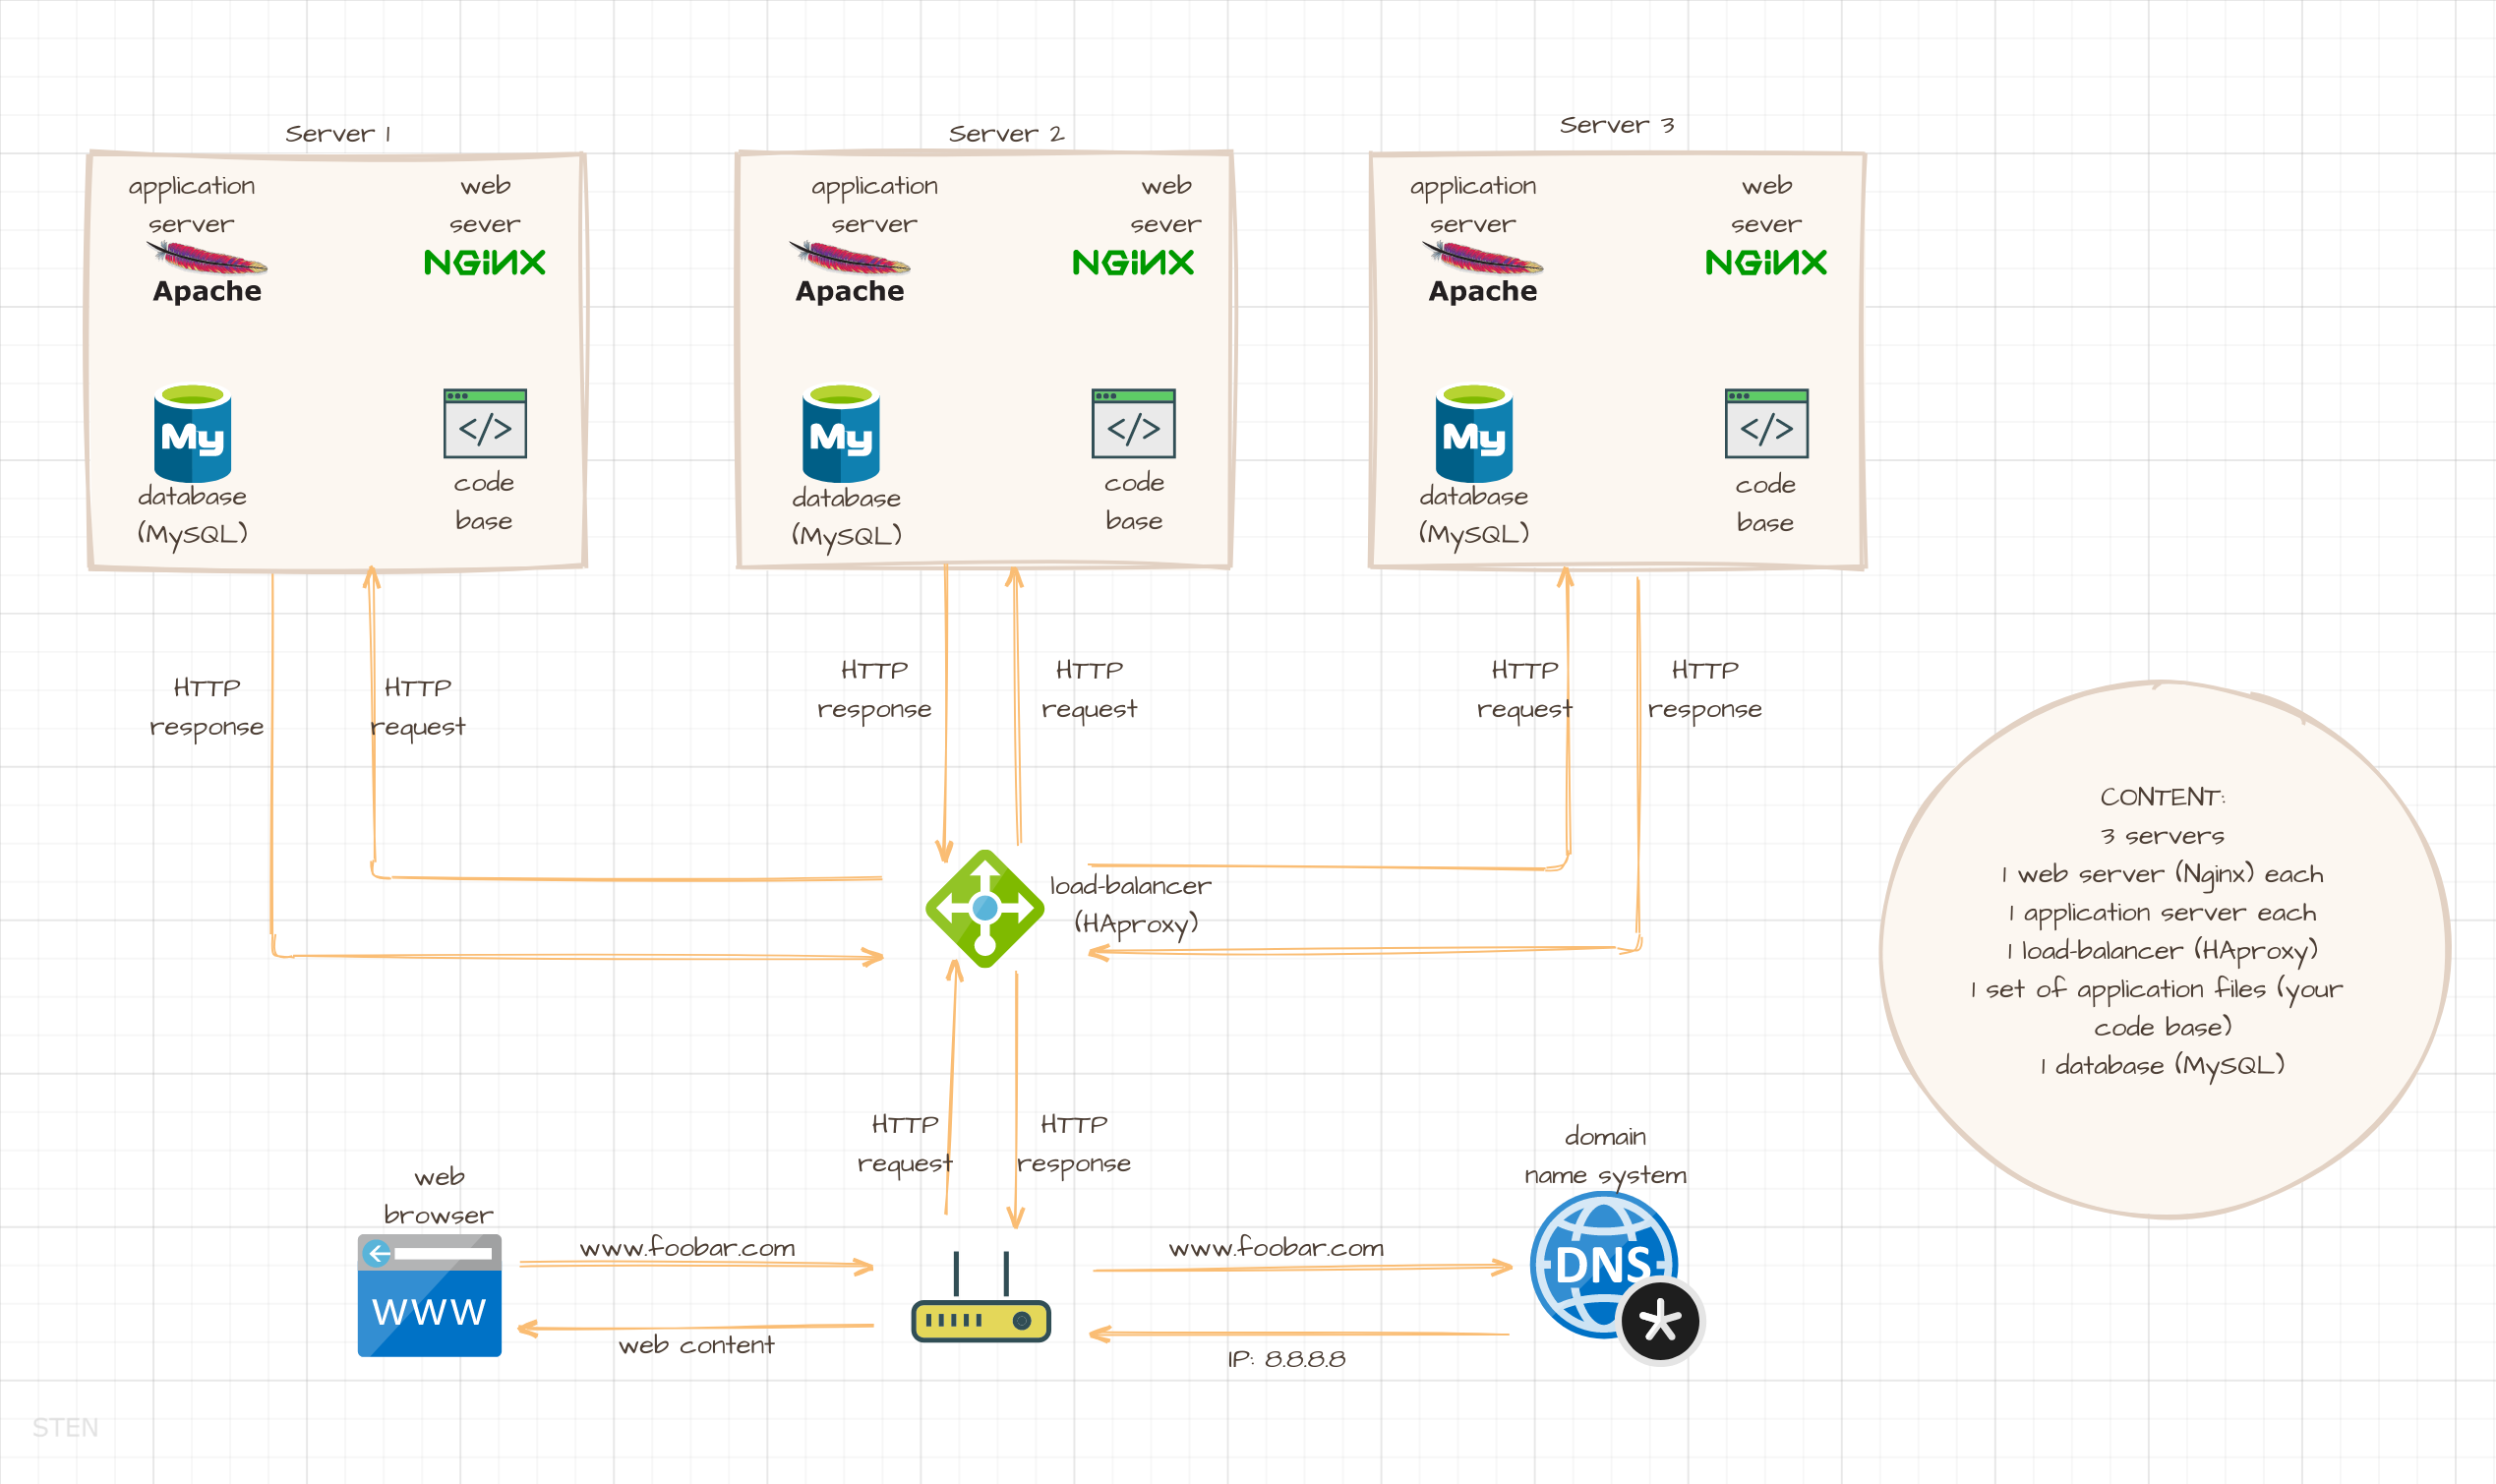 Server 1
application
server
Apache
web
sever
NGiNX
My
database
(MySQL)
code
base
Server 2
application
server
Apache
web
sever
NGiNX
My
database
(MySQL)
code
base
Server 3
application
server
Apache
web
sever
NGiNX
My
database
(MySQL)
code
base
HTTP
response
HTTP
request
HTTP
response
HTTP
request
HTTP
request
HTTP
response
load-balancer
(HAproxy)
CONTENT:
3 servers
1 web server (Nginx) each
1 application server each
1 load-balancer (HAproxy)
1 set of application files (your
code base)
1 database (MySQL)
HTTP
request
HTTP
response
web
browser
WWW
www.foobar.com
web content
www.foobar.com
IP: 8.8.8.8
domain
name system
DNS
STEN